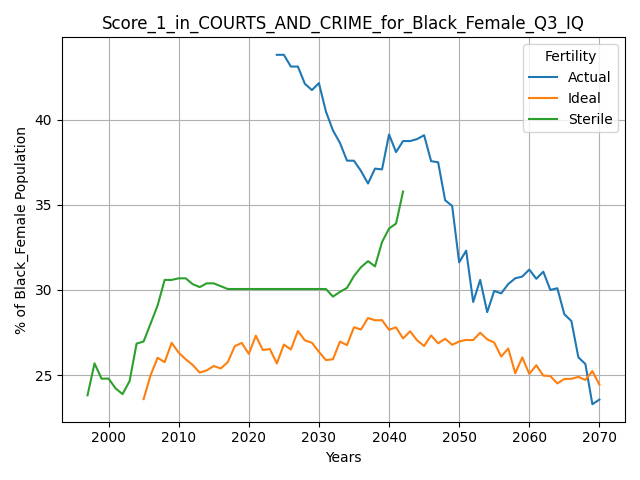 Score_1_in_COURTS_AND_CRIME_for_Black_Female_Q3_IQ
Fertility
Actual
Ideal
Sterile
% of Black_Female Population
40
35
30
25
2000 2010 2020 2030 2040 2050 2060 2070
Years